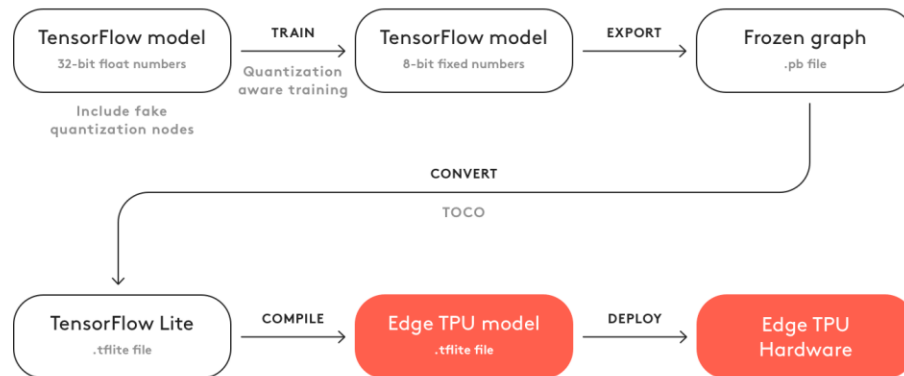 TensorFlow model
32-bit float numbers
Include fake
quantization nodes
TRAIN
Quantization
aware training
TensorFlow model
8-bit fixed numbers
EXPORT
Frozen graph
.pb file
CONVERT
TOCO
TensorFlow Lite
.tflite file
COMPILE
Edge TPU model
.tflite file
DEPLOY
Edge TPU
Hardware